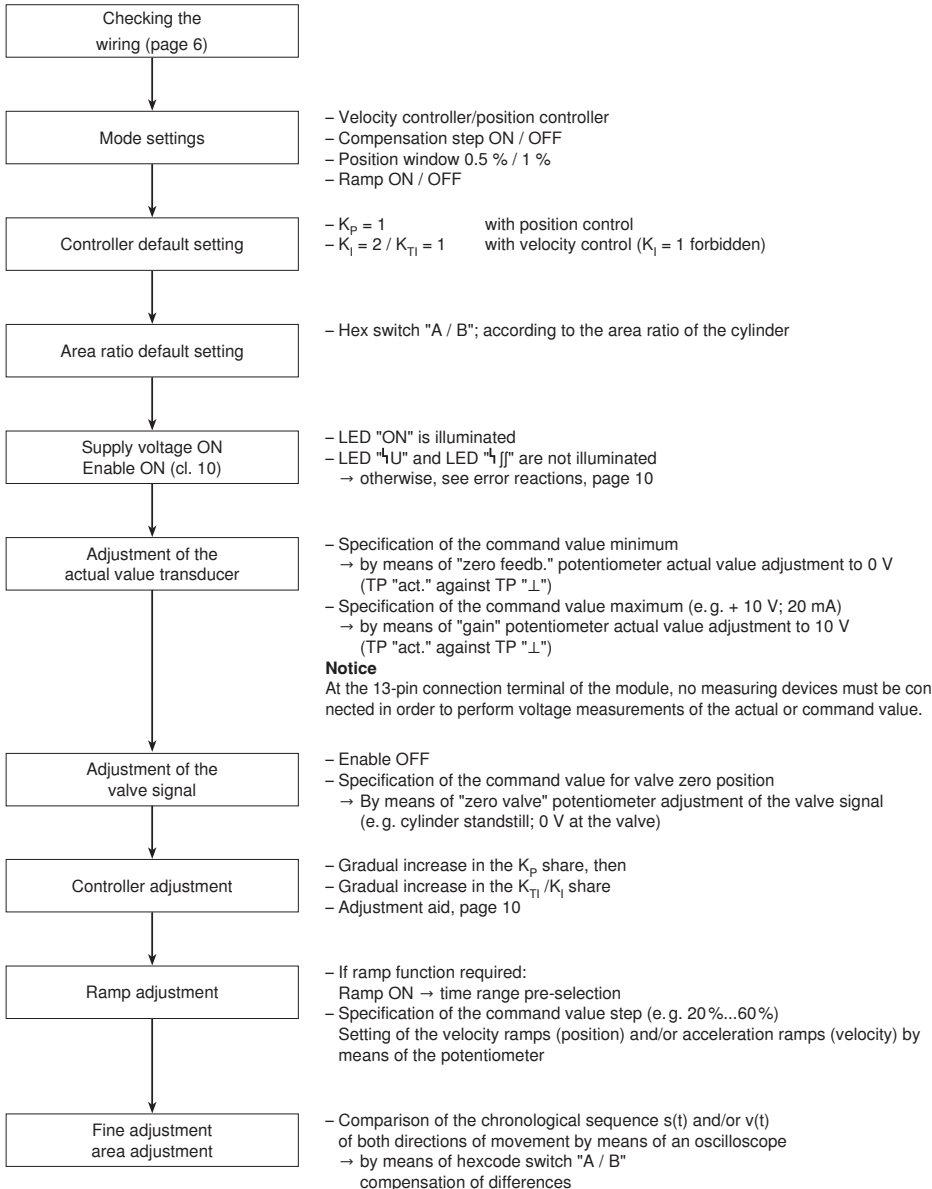 Checking the
wiring (page 6)
Mode settings
– Velocity controller/position controller
– Compensation step ON / OFF
– Position window 0.5 % / 1 %
– Ramp ON / OFF
Controller default setting
– KP = 1 with position control
– KI = 2 / KTI = 1 with velocity control (KI = 1 forbidden)
Area ratio default setting
– Hex switch "A / B"; according to the area ratio of the cylinder
Supply voltage ON
Enable ON (cl. 10)
– LED "ON" is illuminated
– LED "ϟU" and LED "ϟ∫∫" are not illuminated
→ otherwise, see error reactions, page 10
Adjustment of the
actual value transducer
– Specification of the command value minimum
→ by means of "zero feedb." potentiometer actual value adjustment to 0 V
(TP "act." against TP "⊥")
– Specification of the command value maximum (e. g. + 10 V; 20 mA)
→ by means of "gain" potentiometer actual value adjustment to 10 V
(TP "act." against TP "⊥")
Notice
At the 13-pin connection terminal of the module, no measuring devices must be con
nected in order to perform voltage measurements of the actual or command value.
Adjustment of the
valve signal
– Enable OFF
– Specification of the command value for valve zero position
→ By means of "zero valve" potentiometer adjustment of the valve signal
(e. g. cylinder standstill; 0 V at the valve)
Controller adjustment
– Gradual increase in the KP share, then
– Gradual increase in the KTI /KI share
– Adjustment aid, page 10
Ramp adjustment
– If ramp function required:
Ramp ON → time range pre-selection
– Specification of the command value step (e. g. 20 %...60 %)
Setting of the velocity ramps (position) and/or acceleration ramps (velocity) by
means of the potentiometer
Fine adjustment
area adjustment
– Comparison of the chronological sequence s(t) and/or v(t)
of both directions of movement by means of an oscilloscope
→ by means of hexcode switch "A / B"
compensation of differences